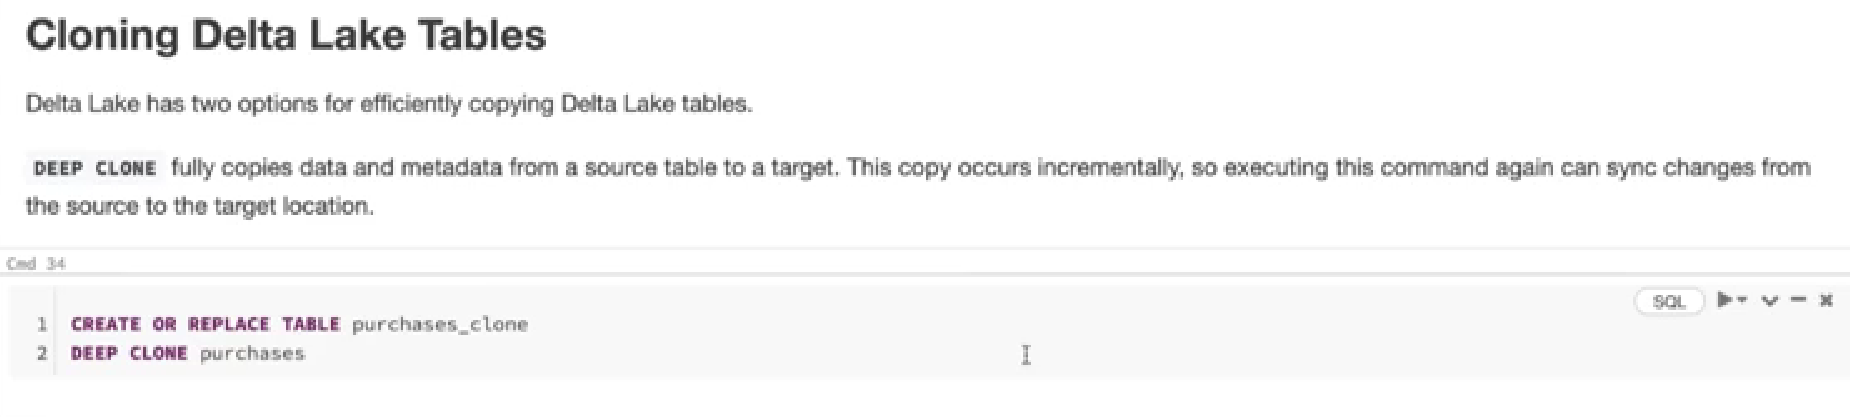 Cloning Delta Lake Tables
Delta Lake has two options for efficiently copying Delta Lake tables.
DEEP CLONE fully copies data and metadata from a source table to a target. This copy occurs incrementally, so executing this command again can sync changes from
the source to the target location.
Cmd 34
SQL
1 CREATE OR REPLACE TABLE purchases_clone
2 DEEP CLONE purchases